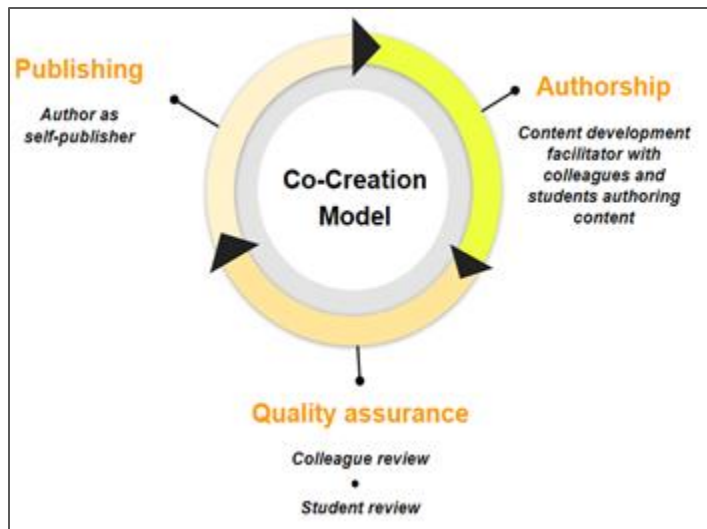 Publishing
Author as
self-publisher
Co-Creation
Model
Authorship
Content development
facilitator with
colleagues and
students authoring
content
Quality assurance
Colleague review
•
Student review